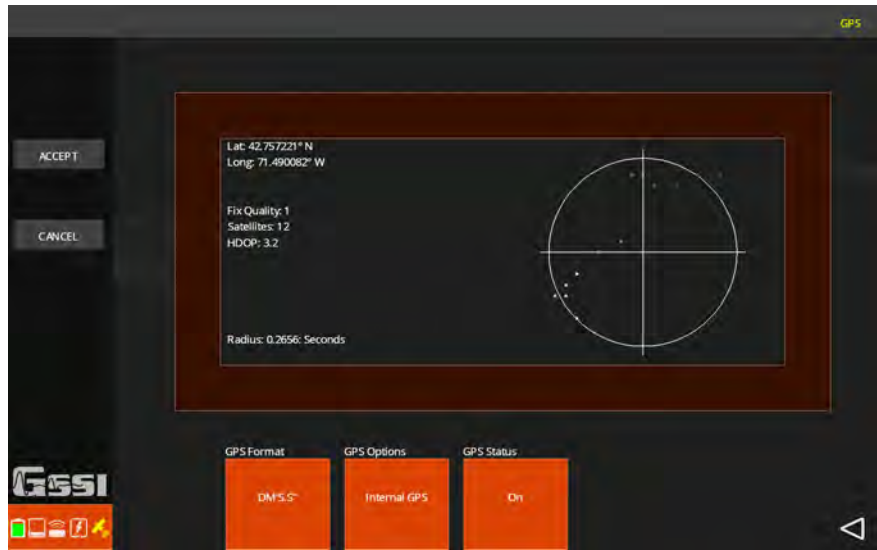 GPS
ACCEPT
CANCEL
Lat: 42.757221° N
Long: 71.490082° W
Fix Quality: 1
Satellites: 12
HDOP: 3.2
Radius: 0.2656: Seconds
GPS Format
GPS Options
GPS Status
DM'S.S"
Internal GPS
On
GSSI